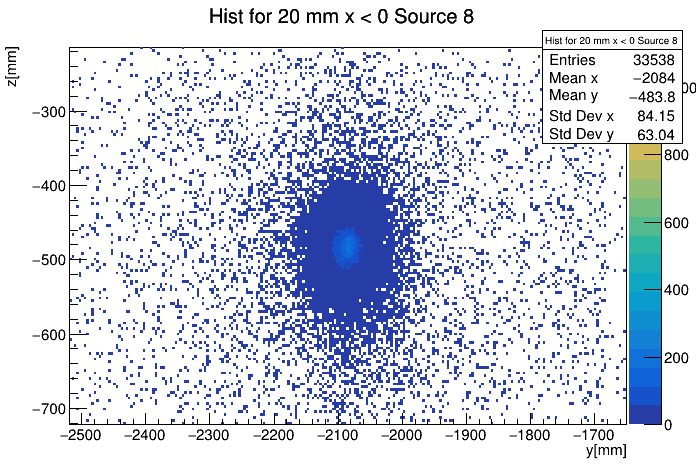 Hist for 20 mm x < 0 Source 8
Hist for 20 mm x < 0 Source 8
Entries 33538
Mean x −2084
Mean y −483.8
Std Dev x 84.15
Std Dev y 63.04
z[mm]
−300
−400
−500
−600
−700
−2500 −2400 −2300 −2200 −2100 −2000 −1900 −1800 −1700
y[mm]
800
600
400
200
0